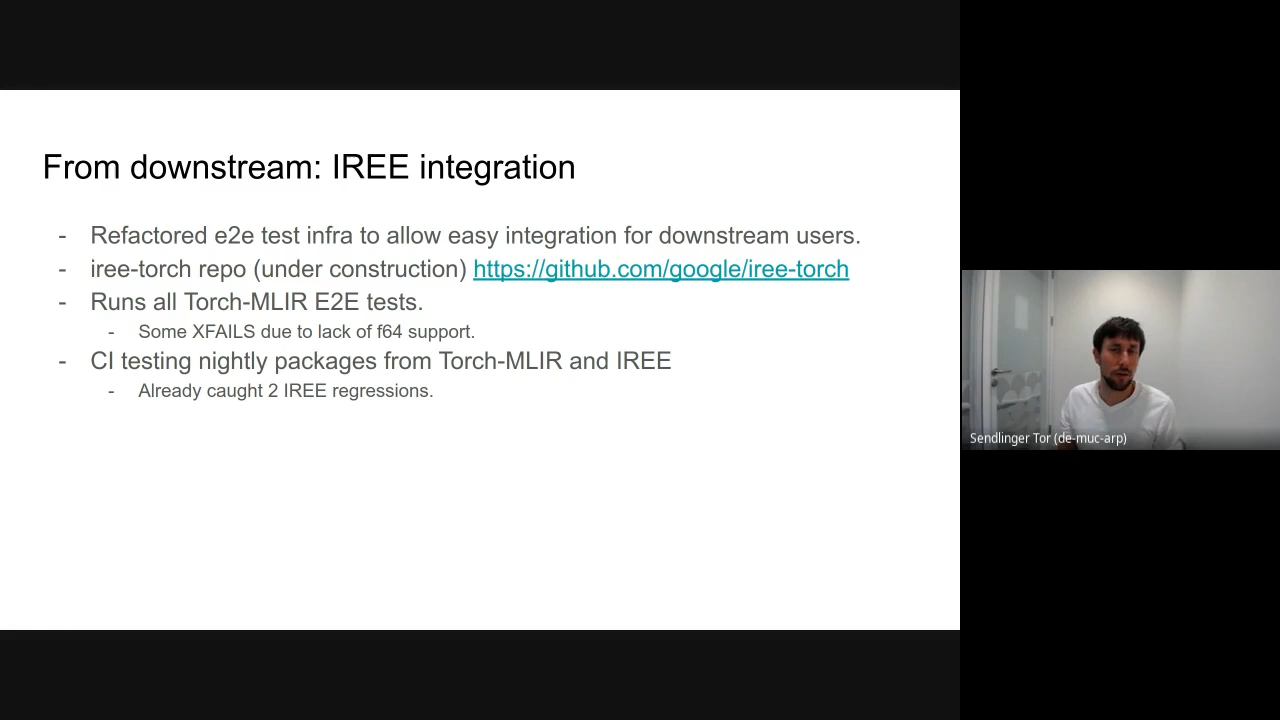 From downstream: IREE integration
- Refactored e2e test infra to allow easy integration for downstream users.
- iree-torch repo (under construction) https://github.com/google/iree-torch
- Runs all Torch-MLIR E2E tests.
- Some XFAILS due to lack of f64 support.
- CI testing nightly packages from Torch-MLIR and IREE
- Already caught 2 IREE regressions.
Sendlinger Tor (de-muc-arp)